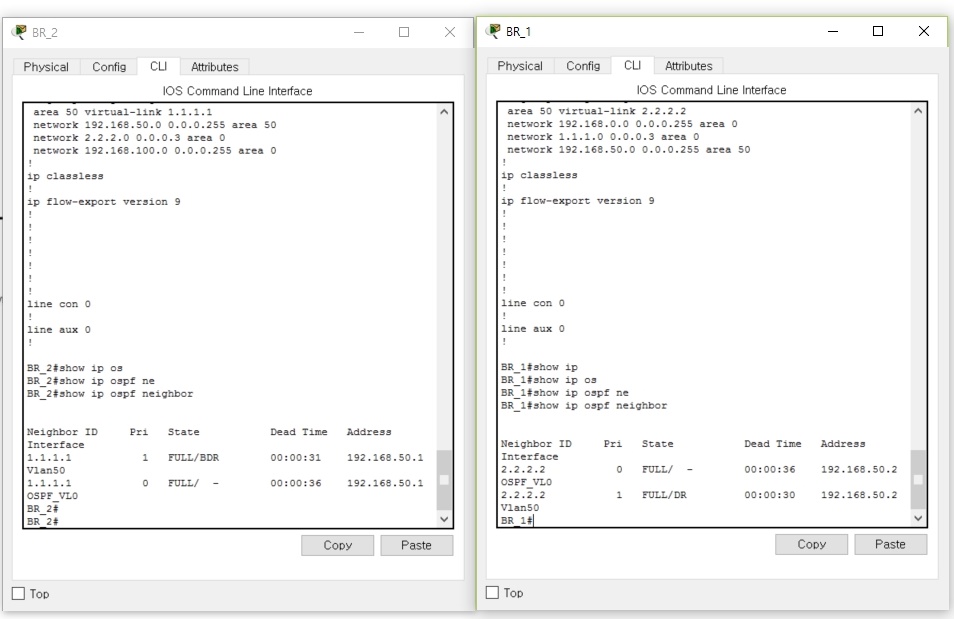 BR_2
Physical Config CLI Attributes
IOS Command Line Interface
area 50 virtual-link 1.1.1.1
network 192.168.50.0 0.0.0.255 area 50
network 2.2.2.0 0.0.0.3 area 0
network 192.168.100.0 0.0.0.255 area 0
!
ip classless
!
ip flow-export version 9
!
!
!
!
!
!
!
line con 0
!
line aux 0
!
BR_2#show ip os
BR_2#show ip ospf ne
BR_2#show ip ospf neighbor
Neighbor ID Pri State Dead Time Address
Interface
1.1.1.1 1 FULL/BDR 00:00:31 192.168.50.1
Vlan50
1.1.1.1 0 FULL/ - 00:00:36 192.168.50.1
OSPF_VL0
BR_2#
BR_2#
Copy Paste
Top
BR_1
Physical Config CLI Attributes
IOS Command Line Interface
area 50 virtual-link 2.2.2.2
network 192.168.0.0 0.0.0.255 area 0
network 1.1.1.0 0.0.0.3 area 0
network 192.168.50.0 0.0.0.255 area 50
!
ip classless
!
ip flow-export version 9
!
!
!
!
!
!
!
line con 0
!
line aux 0
!
BR_1#show ip
BR_1#show ip os
BR_1#show ip ospf ne
BR_1#show ip ospf neighbor
Neighbor ID Pri State Dead Time Address
Interface
2.2.2.2 0 FULL/ - 00:00:36 192.168.50.2
OSPF_VL0
2.2.2.2 1 FULL/DR 00:00:30 192.168.50.2
Vlan50
BR_1#
Copy Paste
Top